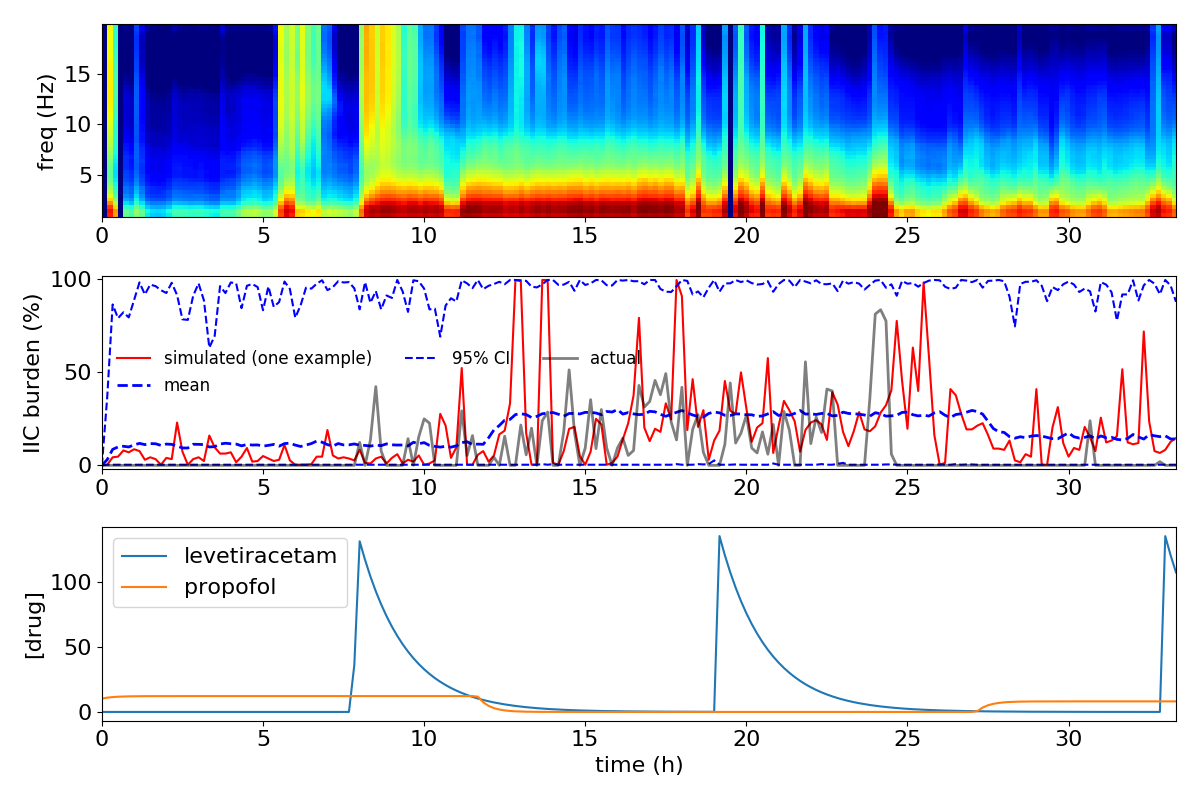 freq (Hz)
15
10
5
0 5 10 15 20 25 30
IIC burden (%)
100
50
0
simulated (one example) 95% CI actual
mean
0 5 10 15 20 25 30
[drug]
100
50
0
levetiracetam
propofol
0 5 10 15 20 25 30
time (h)